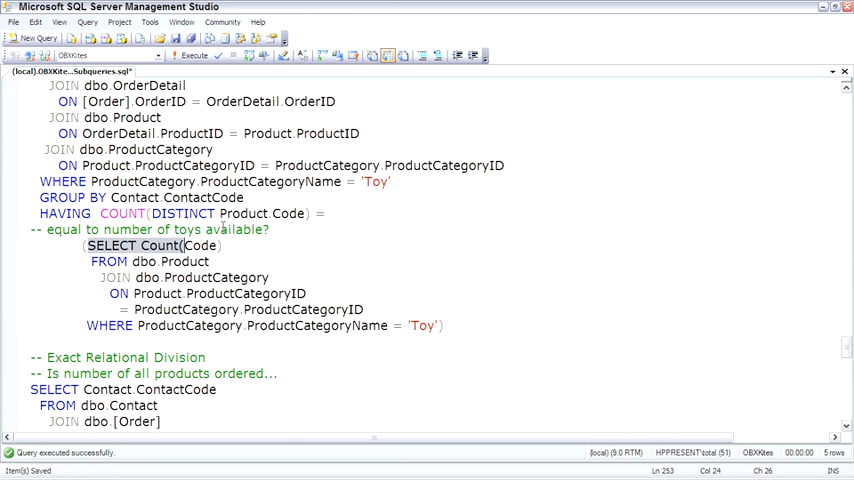 Microsoft SQL Server Management Studio
File Edit View Query Project Tools Window Community Help
New Query
OBXKites Execute
(local).OBXKite...Subqueries.sql*
JOIN dbo.OrderDetail
ON [Order].OrderID = OrderDetail.OrderID
JOIN dbo.Product
ON OrderDetail.ProductID = Product.ProductID
JOIN dbo.ProductCategory
ON Product.ProductCategoryID = ProductCategory.ProductCategoryID
WHERE ProductCategory.ProductCategoryName = 'Toy'
GROUP BY Contact.ContactCode
HAVING COUNT(DISTINCT Product.Code) =
-- equal to number of toys available?
(SELECT Count(Code)
FROM dbo.Product
JOIN dbo.ProductCategory
ON Product.ProductCategoryID
= ProductCategory.ProductCategoryID
WHERE ProductCategory.ProductCategoryName = 'Toy')
-- Exact Relational Division
-- Is number of all products ordered...
SELECT Contact.ContactCode
FROM dbo.Contact
JOIN dbo.[Order]
Query executed successfully. (local) (9.0 RTM) HPPRESENT\total (51) OBXKites 00:00:00 5 rows
Item(s) Saved Ln 253 Col 24 Ch 26 INS